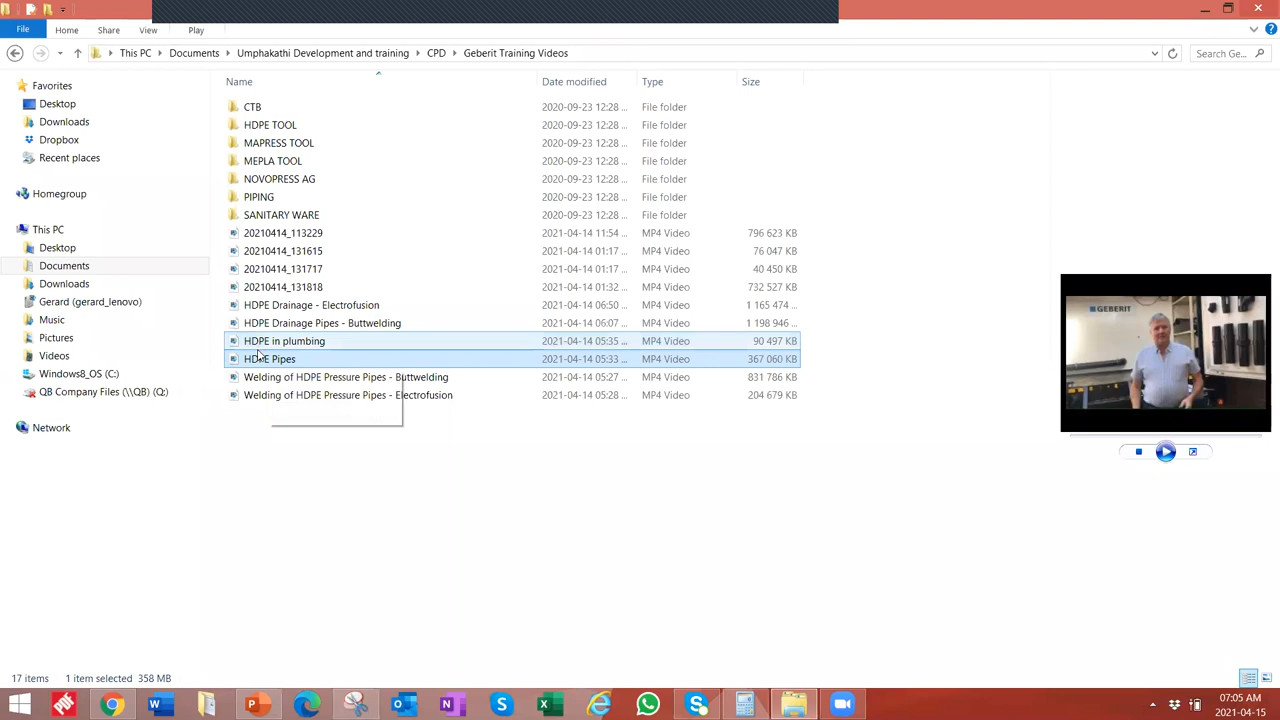 File
Home
Share
View
Play
This PC
Documents
Umphakathi Development and training
CPD
Geberit Training Videos
Search Ge...
Favorites
Desktop
Downloads
Dropbox
Recent places
Homegroup
This PC
Desktop
Documents
Downloads
Gerard (gerard_lenovo)
Music
Pictures
Videos
Windows8_OS (C:)
QB Company Files (\\QB) (Q:)
Network
Name Date modified Type Size
CTB 2020-09-23 12:28 ... File folder
HDPE TOOL 2020-09-23 12:28 ... File folder
MAPRESS TOOL 2020-09-23 12:28 ... File folder
MEPLA TOOL 2020-09-23 12:28 ... File folder
NOVOPRESS AG 2020-09-23 12:28 ... File folder
PIPING 2020-09-23 12:28 ... File folder
SANITARY WARE 2020-09-23 12:28 ... File folder
20210414_113229 2021-04-14 11:54 ... MP4 Video 796 623 KB
20210414_131615 2021-04-14 01:17 ... MP4 Video 76 047 KB
20210414_131717 2021-04-14 01:17 ... MP4 Video 40 450 KB
20210414_131818 2021-04-14 01:32 ... MP4 Video 732 527 KB
HDPE Drainage - Electrofusion 2021-04-14 06:50 ... MP4 Video 1 165 474 ...
HDPE Drainage Pipes - Buttwelding 2021-04-14 06:07 ... MP4 Video 1 198 946 ...
HDPE in plumbing 2021-04-14 05:35 ... MP4 Video 90 497 KB
HDPE Pipes 2021-04-14 05:33 ... MP4 Video 367 060 KB
Welding of HDPE Pressure Pipes - Buttwelding 2021-04-14 05:27 ... MP4 Video 831 786 KB
Welding of HDPE Pressure Pipes - Electrofusion 2021-04-14 05:28 ... MP4 Video 204 679 KB
GEBERIT
17 items 1 item selected 358 MB
07:05 AM
2021-04-15